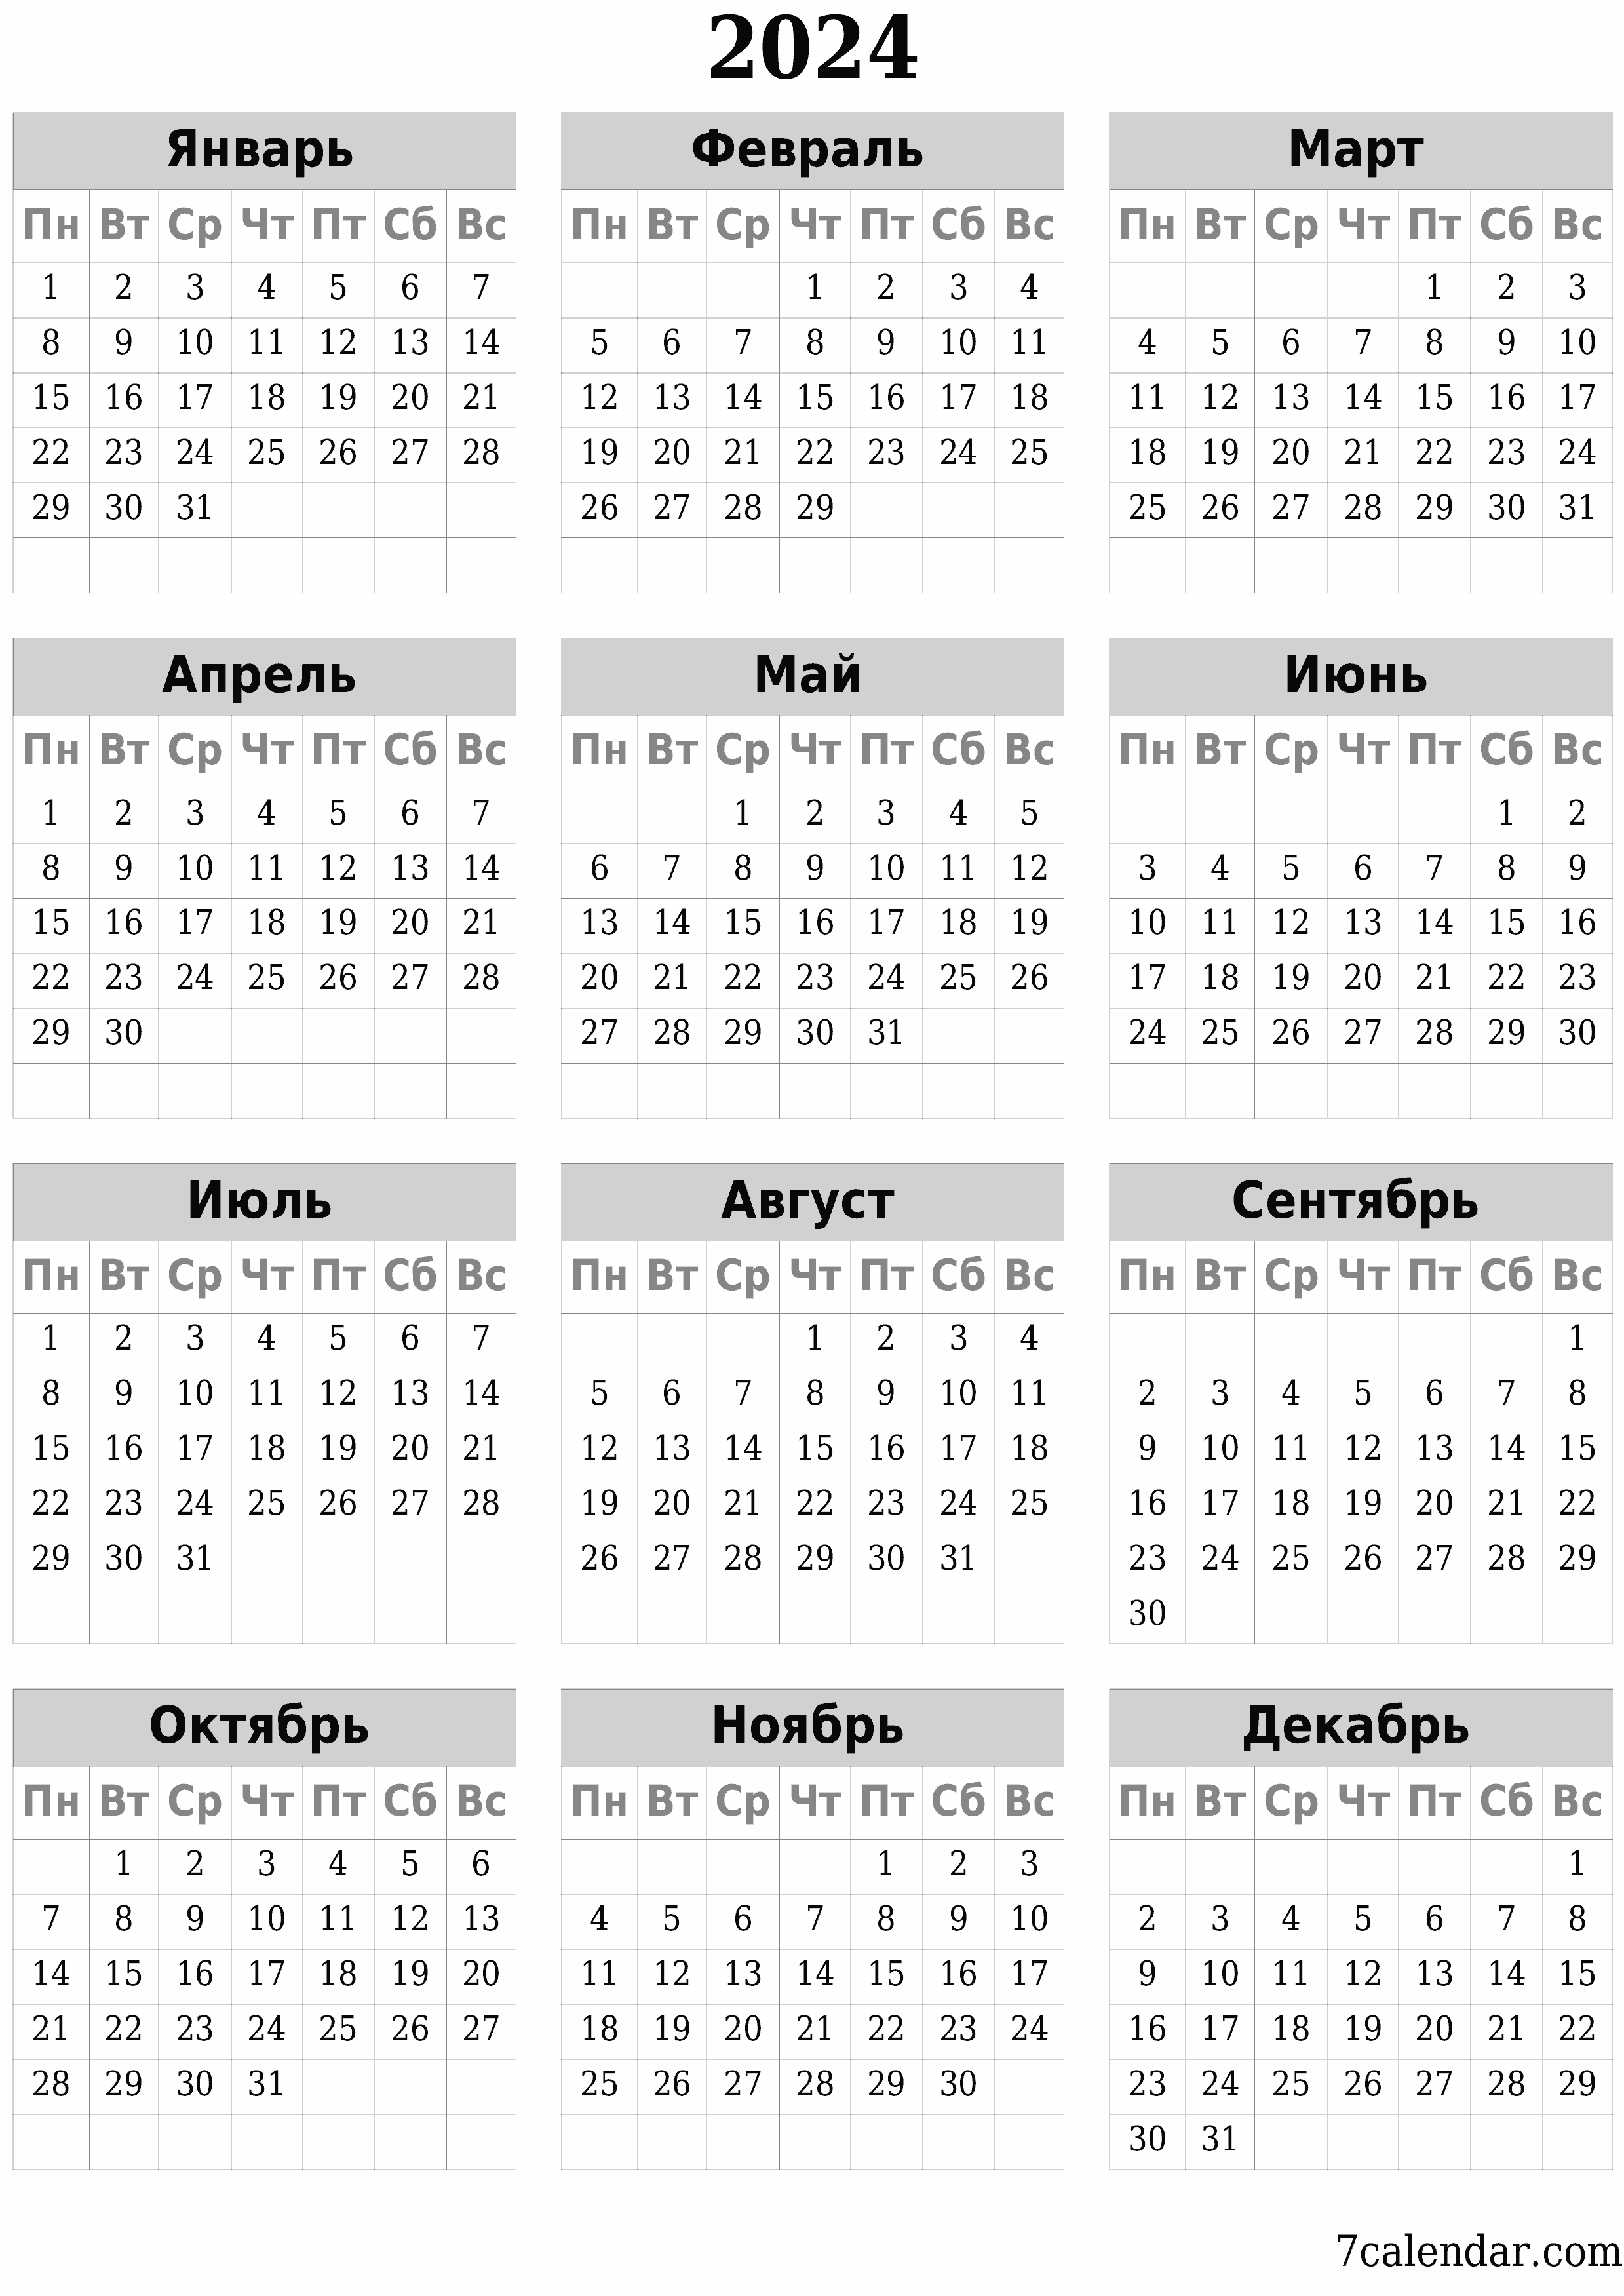 2024
Январь Февраль Март
Пн Вт Ср Чт Пт Сб Вс Пн Вт Ср Чт Пт Сб Вс Пн Вт Ср Чт Пт Сб Вс
1 2 3 4 5 6 7 1 2 3 4 1 2 3
8 9 10 11 12 13 14 5 6 7 8 9 10 11 4 5 6 7 8 9 10
15 16 17 18 19 20 21 12 13 14 15 16 17 18 11 12 13 14 15 16 17
22 23 24 25 26 27 28 19 20 21 22 23 24 25 18 19 20 21 22 23 24
29 30 31 26 27 28 29 25 26 27 28 29 30 31
Апрель Май Июнь
Пн Вт Ср Чт Пт Сб Вс Пн Вт Ср Чт Пт Сб Вс Пн Вт Ср Чт Пт Сб Вс
1 2 3 4 5 6 7 1 2 3 4 5 1 2
8 9 10 11 12 13 14 6 7 8 9 10 11 12 3 4 5 6 7 8 9
15 16 17 18 19 20 21 13 14 15 16 17 18 19 10 11 12 13 14 15 16
22 23 24 25 26 27 28 20 21 22 23 24 25 26 17 18 19 20 21 22 23
29 30 27 28 29 30 31 24 25 26 27 28 29 30
Июль Август Сентябрь
Пн Вт Ср Чт Пт Сб Вс Пн Вт Ср Чт Пт Сб Вс Пн Вт Ср Чт Пт Сб Вс
1 2 3 4 5 6 7 1 2 3 4 1
8 9 10 11 12 13 14 5 6 7 8 9 10 11 2 3 4 5 6 7 8
15 16 17 18 19 20 21 12 13 14 15 16 17 18 9 10 11 12 13 14 15
22 23 24 25 26 27 28 19 20 21 22 23 24 25 16 17 18 19 20 21 22
29 30 31 26 27 28 29 30 31 23 24 25 26 27 28 29
30
Октябрь Ноябрь Декабрь
Пн Вт Ср Чт Пт Сб Вс Пн Вт Ср Чт Пт Сб Вс Пн Вт Ср Чт Пт Сб Вс
1 2 3 4 5 6 1 2 3 1
7 8 9 10 11 12 13 4 5 6 7 8 9 10 2 3 4 5 6 7 8
14 15 16 17 18 19 20 11 12 13 14 15 16 17 9 10 11 12 13 14 15
21 22 23 24 25 26 27 18 19 20 21 22 23 24 16 17 18 19 20 21 22
28 29 30 31 25 26 27 28 29 30 23 24 25 26 27 28 29
30 31
7calendar.com